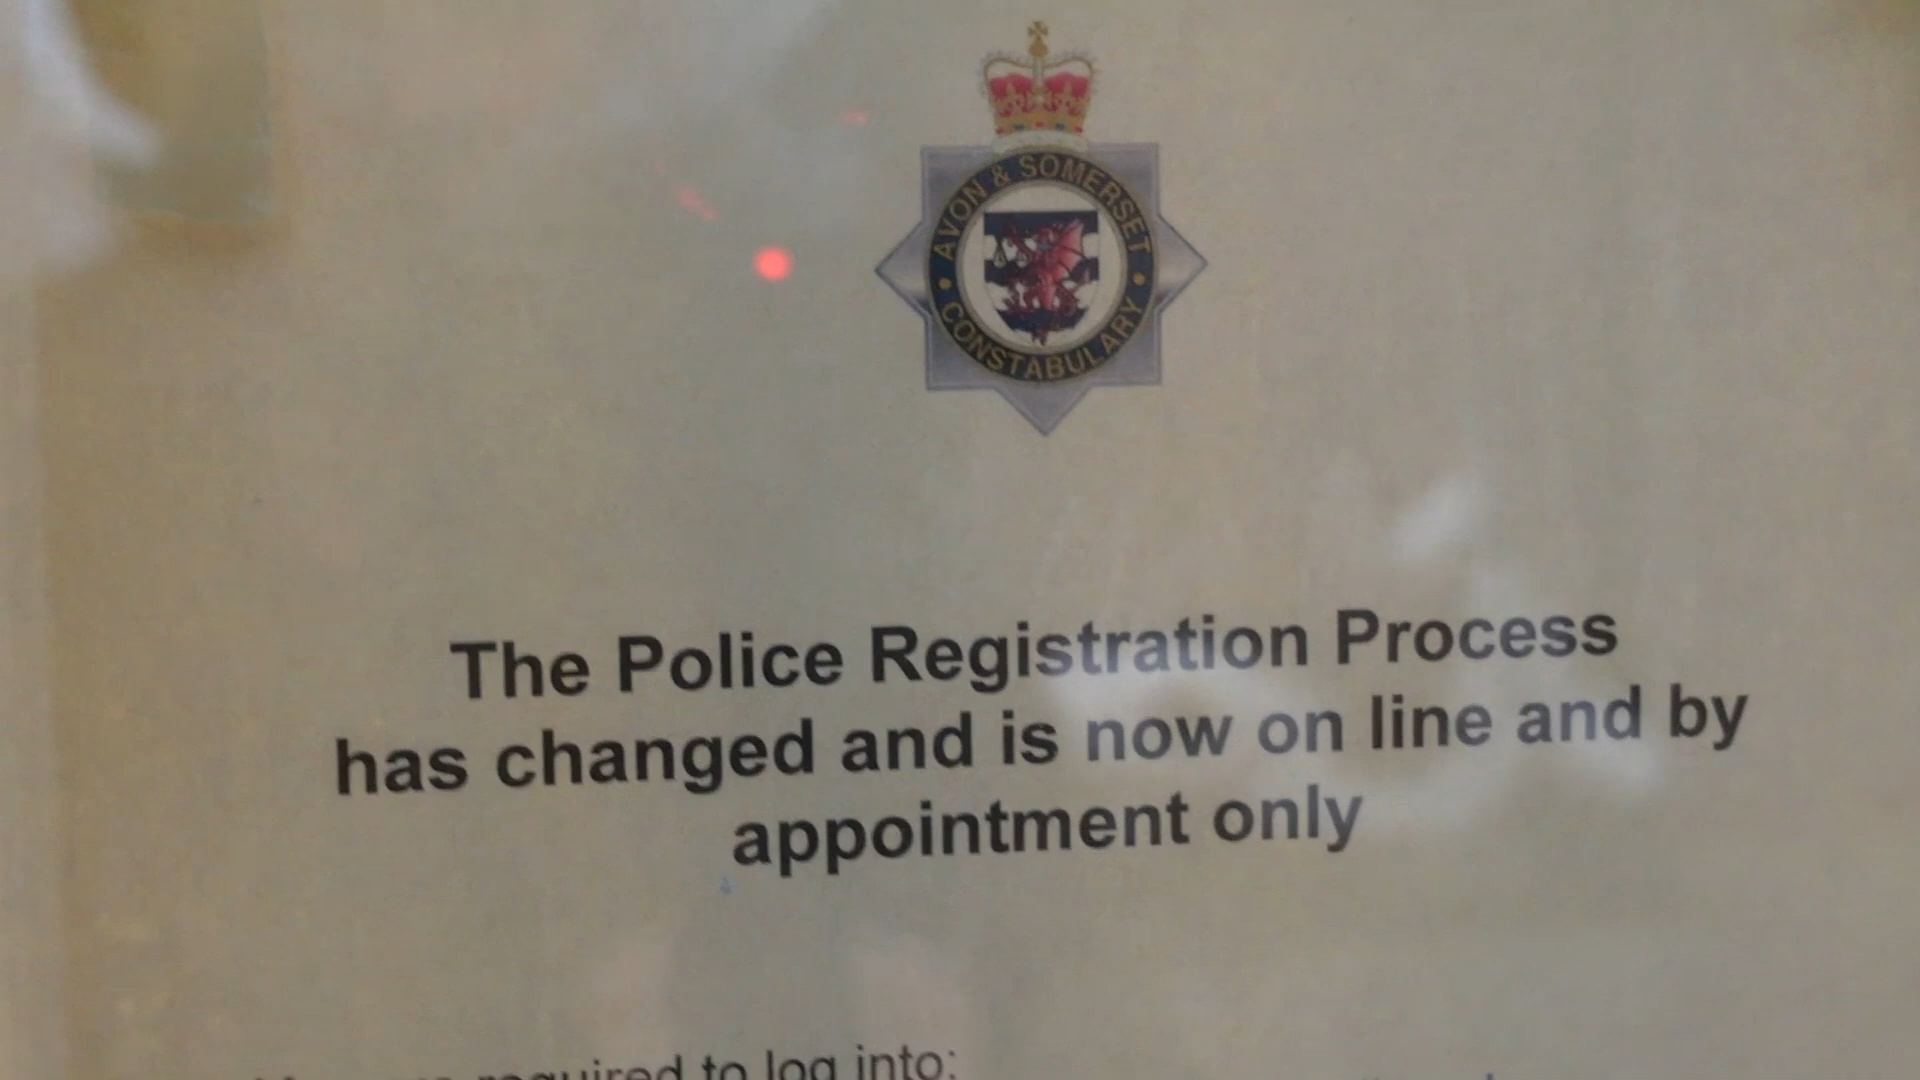 AVON & SOMERSET
CONSTABULARY
The Police Registration Process
has changed and is now on line and by
appointment only
required to log into: